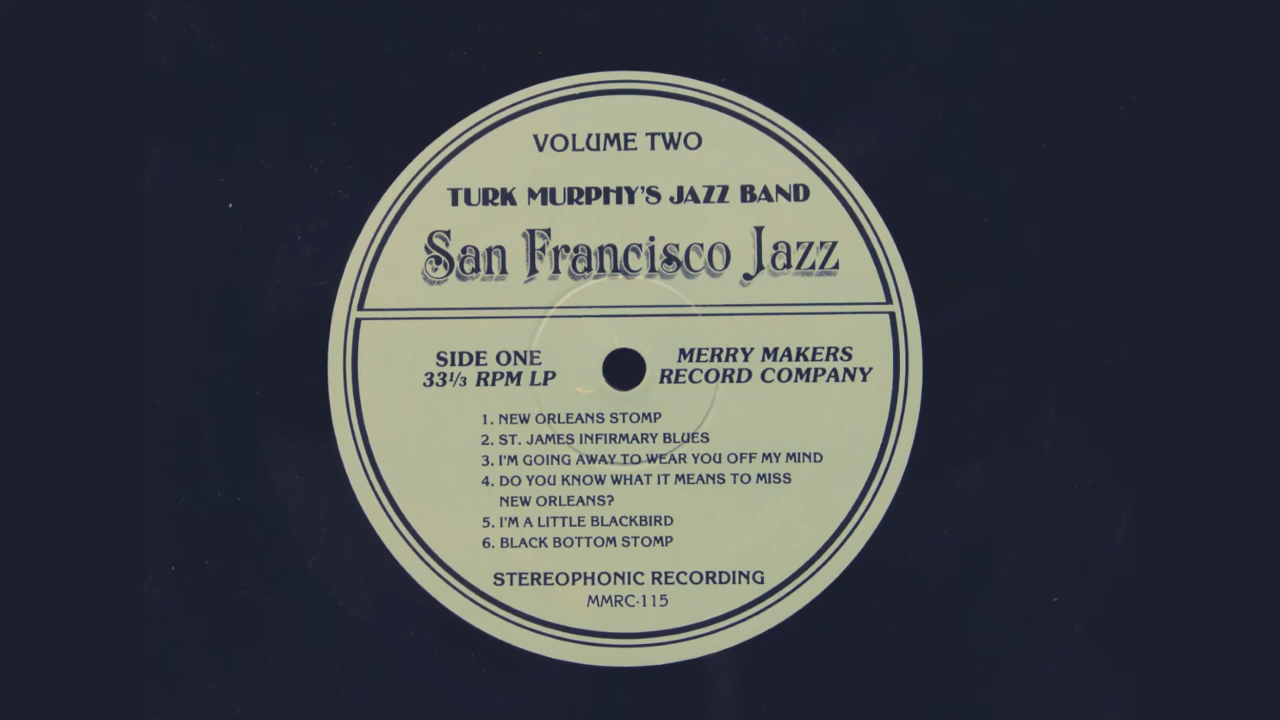 VOLUME TWO
TURK MURPHY'S JAZZ BAND
San Francisco Jazz
SIDE ONE
33⅓ RPM LP
MERRY MAKERS
RECORD COMPANY
1. NEW ORLEANS STOMP
2. ST. JAMES INFIRMARY BLUES
3. I'M GOING AWAY TO WEAR YOU OFF MY MIND
4. DO YOU KNOW WHAT IT MEANS TO MISS
NEW ORLEANS?
5. I'M A LITTLE BLACKBIRD
6. BLACK BOTTOM STOMP
STEREOPHONIC RECORDING
MMRC·115